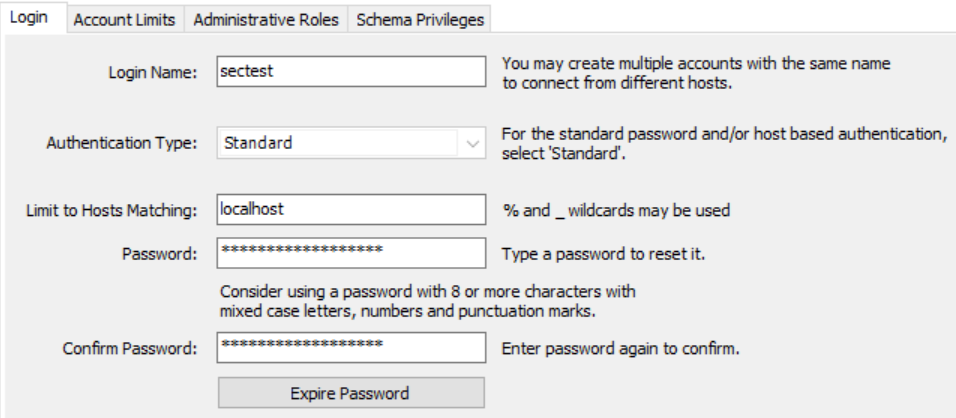 Login Account Limits Administrative Roles Schema Privileges
Login Name: sectest You may create multiple accounts with the same name
to connect from different hosts.
Authentication Type: Standard For the standard password and/or host based authentication,
select 'Standard'.
Limit to Hosts Matching: localhost % and _ wildcards may be used
Password: ****************** Type a password to reset it.
Consider using a password with 8 or more characters with
mixed case letters, numbers and punctuation marks.
Confirm Password: ****************** Enter password again to confirm.
Expire Password